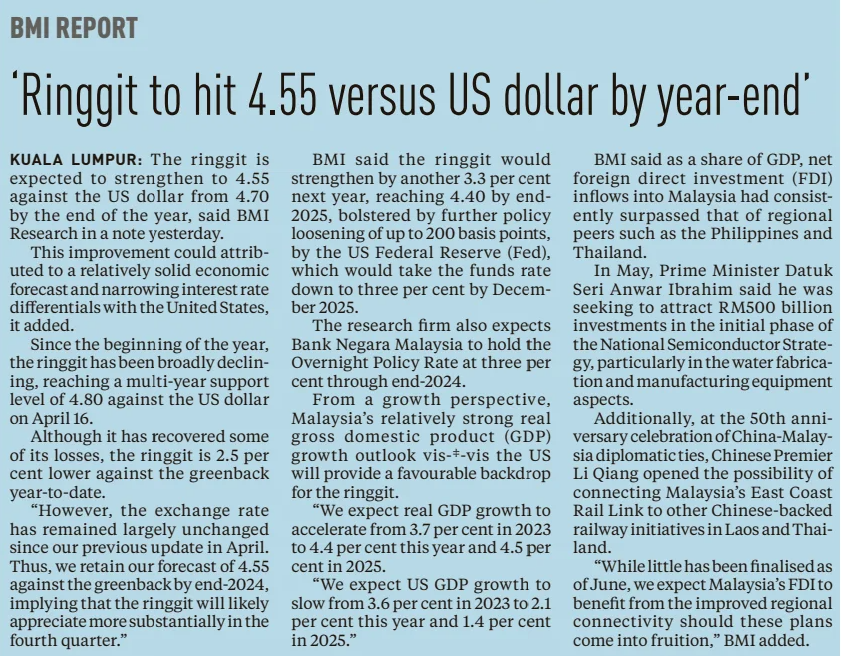 BMI REPORT
'Ringgit to hit 4.55 versus US dollar by year-end'
KUALA LUMPUR: The ringgit is
expected to strengthen to 4.55
against the US dollar from 4.70
by the end of the year, said BMI
Research in a note yesterday.
This improvement could attrib-
uted to a relatively solid economic
forecast and narrowing interest rate
differentials with the United States,
it added.
Since the beginning of the year,
the ringgit has been broadly declin-
ing, reaching a multi-year support
level of 4.80 against the US dollar
on April 16.
Although it has recovered some
of its losses, the ringgit is 2.5 per
cent lower against the greenback
year-to-date.
"However, the exchange rate
has remained largely unchanged
since our previous update in April.
Thus, we retain our forecast of 4.55
against the greenback by end-2024,
implying that the ringgit will likely
appreciate more substantially in the
fourth quarter."
BMI said the ringgit would
strengthen by another 3.3 per cent
next year, reaching 4.40 by end-
2025, bolstered by further policy
loosening of up to 200 basis points,
by the US Federal Reserve (Fed),
which would take the funds rate
down to three per cent by Decem-
ber 2025.
The research firm also expects
Bank Negara Malaysia to hold the
Overnight Policy Rate at three per
cent through end-2024.
From a growth perspective,
Malaysia's relatively strong real
gross domestic product (GDP)
growth outlook vis-‡-vis the US
will provide a favourable backdrop
for the ringgit.
"We expect real GDP growth to
accelerate from 3.7 per cent in 2023
to 4.4 per cent this year and 4.5 per
cent in 2025.
"We expect US GDP growth to
slow from 3.6 per cent in 2023 to 2.1
per cent this year and 1.4 per cent
in 2025."
BMI said as a share of GDP, net
foreign direct investment (FDI)
inflows into Malaysia had consist-
ently surpassed that of regional
peers such as the Philippines and
Thailand.
In May, Prime Minister Datuk
Seri Anwar Ibrahim said he was
seeking to attract RM500 billion
investments in the initial phase of
the National Semiconductor Strate-
gy, particularly in the water fabrica-
tion and manufacturing equipment
aspects.
Additionally, at the 50th anni-
versary celebration of China-Malay-
sia diplomatic ties, Chinese Premier
Li Qiang opened the possibility of
connecting Malaysia's East Coast
Rail Link to other Chinese-backed
railway initiatives in Laos and Thai-
land.
"While little has been finalised as
of June, we expect Malaysia's FDI to
benefit from the improved regional
connectivity should these plans
come into fruition," BMI added.